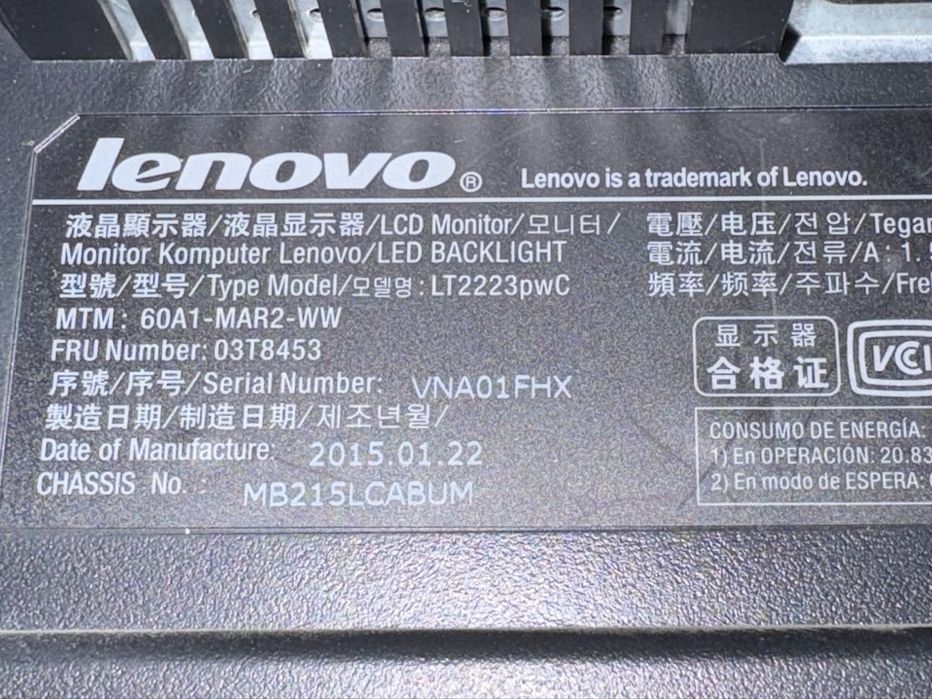 lenovo®
Lenovo is a trademark of Lenovo.
液晶顯示器/液晶显示器/LCD Monitor/모니터/
Monitor Komputer Lenovo/LED BACKLIGHT
型號/型号/Type Model/모델명: LT2223pwC
MTM: 60A1-MAR2-WW
FRU Number: 03T8453
序號/序号/Serial Number: VNA01FHX
製造日期/制造日期/제조년월/
Date of Manufacture: 2015.01.22
CHASSIS No. MB215LCABUM
電壓/电压/전압/
電流/电流/전류/A:
頻率/频率/주파수/
显示器
合格证
CONSUMO DE ENERGÍA:
1) En OPERACIÓN: 20.83
2) En modo de ESPERA: